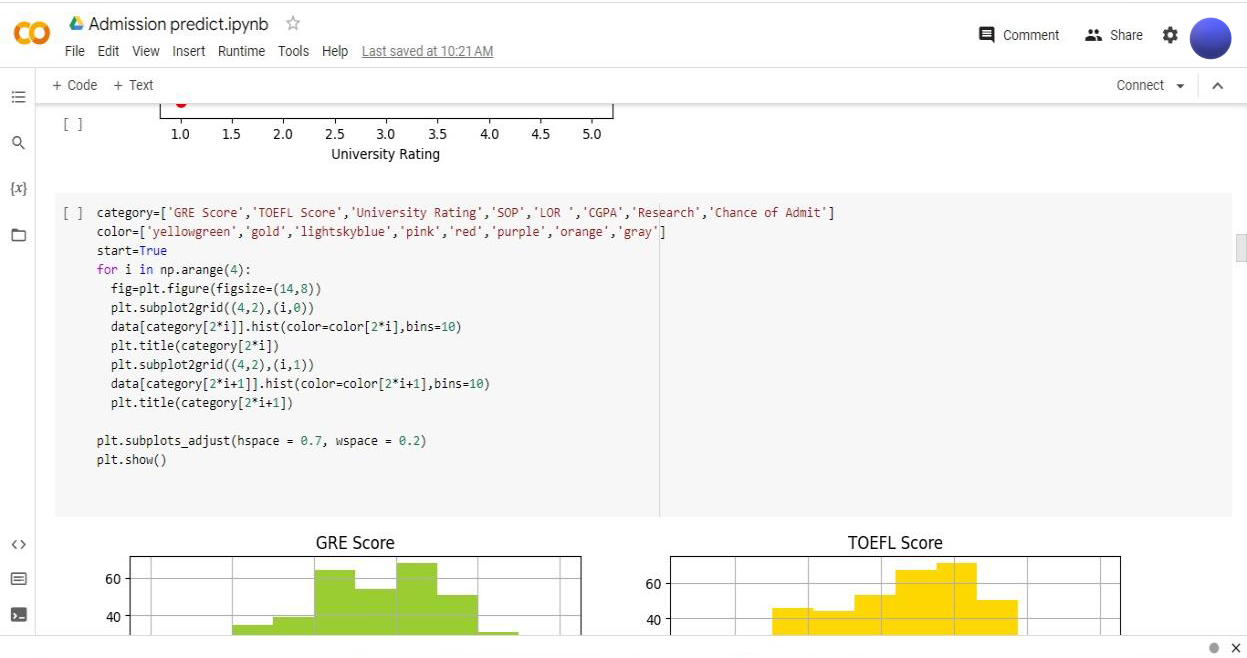 Admission predict.ipynb
File Edit View Insert Runtime Tools Help Last saved at 10:21 AM
Comment Share
+ Code + Text
Connect
[ ]
1.0 1.5 2.0 2.5 3.0 3.5 4.0 4.5 5.0
University Rating
{x}
[ ] category=['GRE Score','TOEFL Score','University Rating','SOP','LOR ','CGPA','Research','Chance of Admit']
color=['yellowgreen','gold','lightskyblue','pink','red','purple','orange','gray']
start=True
for i in np.arange(4):
  fig=plt.figure(figsize=(14,8))
  plt.subplot2grid((4,2),(i,0))
  data[category[2*i]].hist(color=color[2*i],bins=10)
  plt.title(category[2*i])
  plt.subplot2grid((4,2),(i,1))
  data[category[2*i+1]].hist(color=color[2*i+1],bins=10)
  plt.title(category[2*i+1])
plt.subplots_adjust(hspace = 0.7, wspace = 0.2)
plt.show()
GRE Score
60
40
TOEFL Score
60
40